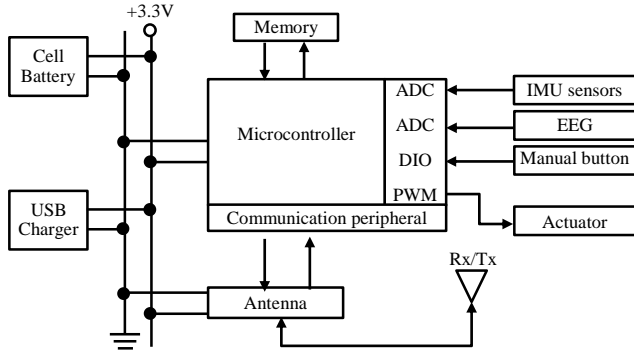 +3.3V
Memory
Cell
Battery
Microcontroller
ADC
IMU sensors
ADC
EEG
DIO
Manual button
PWM
USB
Charger
Communication peripheral
Actuator
Rx/Tx
Antenna